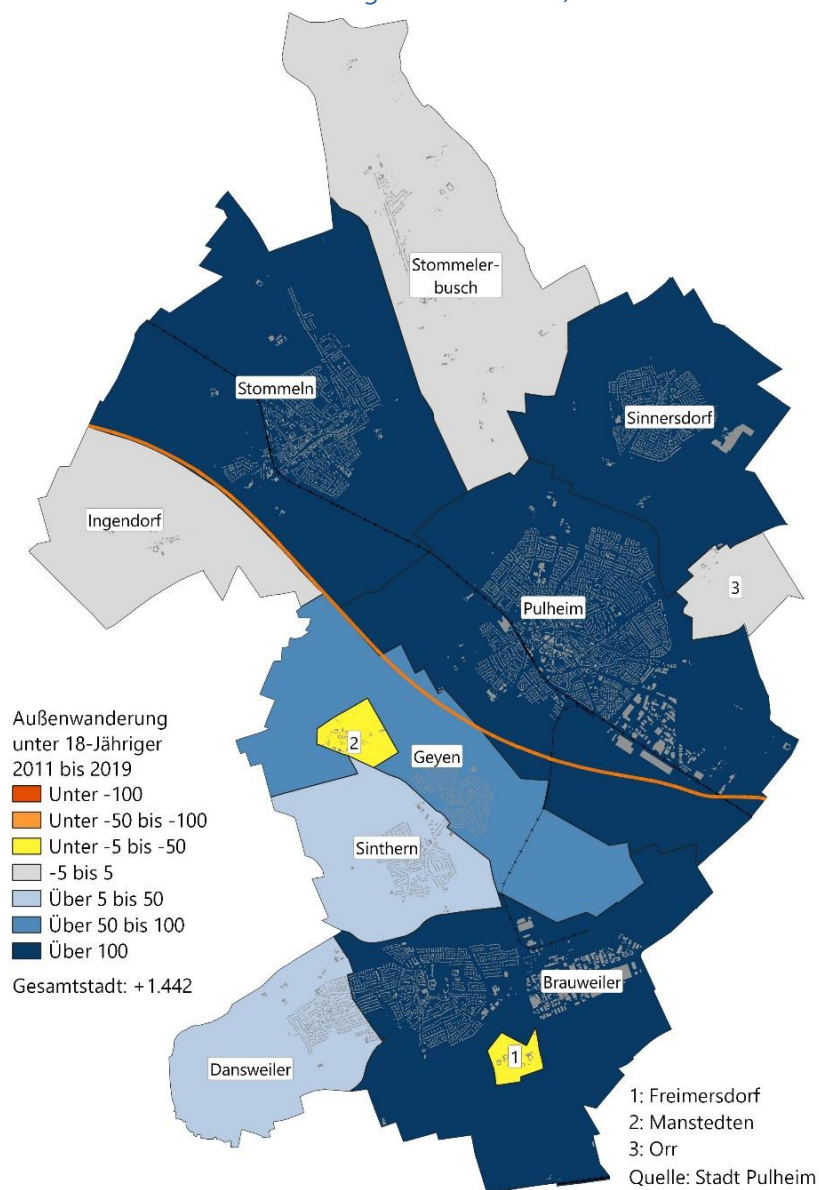 Stommeler-
busch
Stommeln
Sinnersdorf
Ingendorf
3
Pulheim
2
Geyen
Sinthern
Brauweiler
1
Dansweiler
Außenwanderung
unter 18-Jähriger
2011 bis 2019
Unter -100
Unter -50 bis -100
Unter -5 bis -50
-5 bis 5
Über 5 bis 50
Über 50 bis 100
Über 100
Gesamtstadt: +1.442
1: Freimersdorf
2: Manstedten
3: Orr
Quelle: Stadt Pulheim